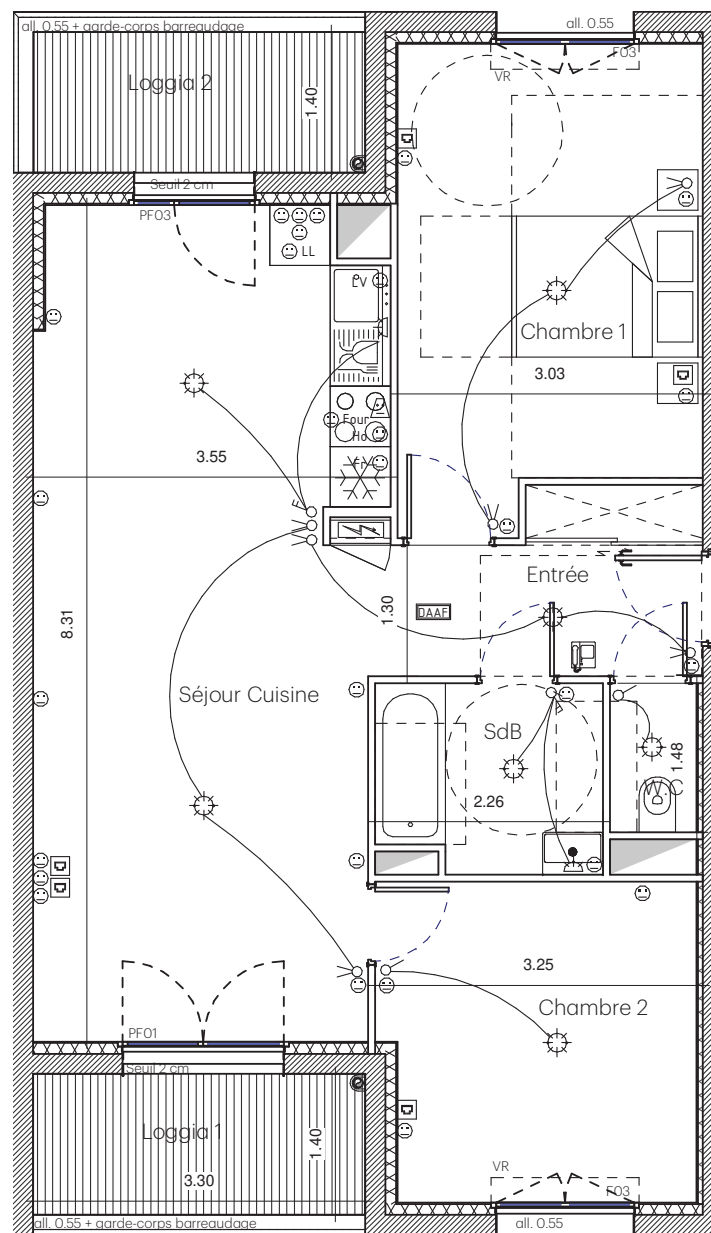 all. 0.55 + garde-corps barreaudage
all. 0.55
Loggia 2
1.40
VR
F03
Seuil 2 cm
PF03
LL
LV
Chambre 1
3.03
Four
Ho
Fr
3.55
Entrée
1.30
DAAF
8.31
Séjour Cuisine
SdB
1.48
W.C
2.26
3.25
Chambre 2
PF01
Seuil 2 cm
Loggia 1
1.40
3.30
VR
F03
all. 0.55 + garde-corps barreaudage
all. 0.55